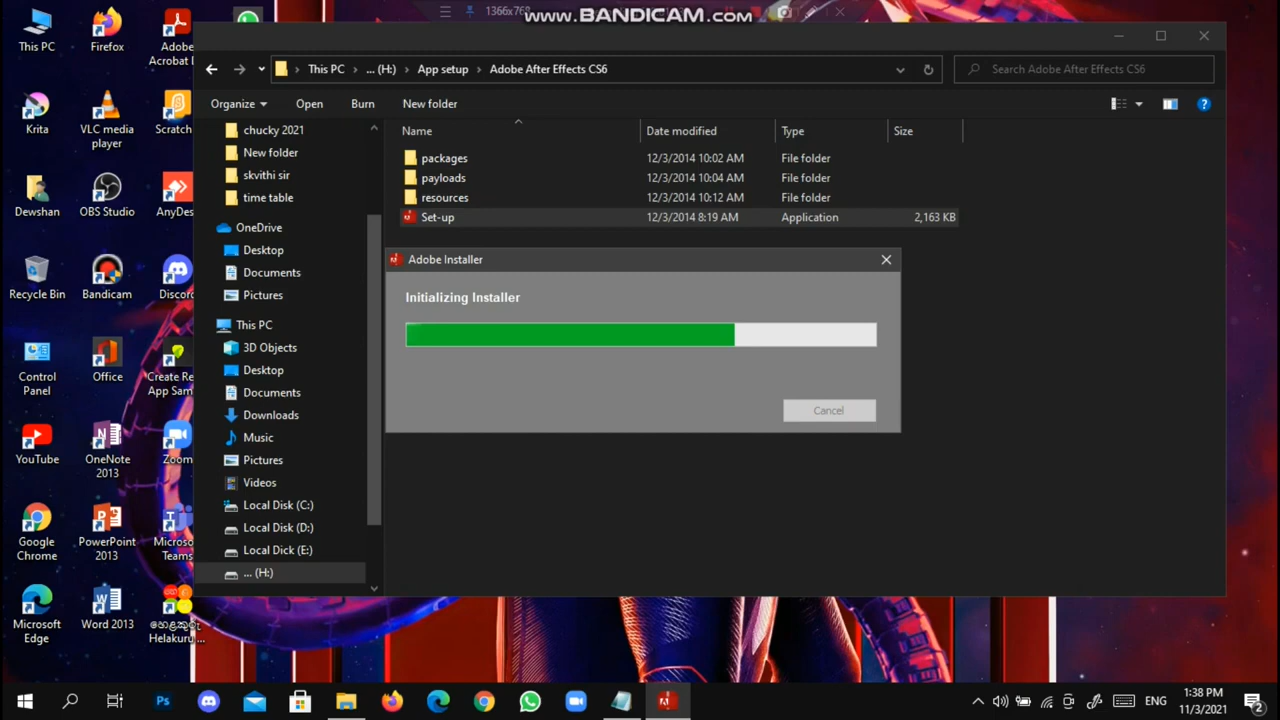 1366x768
www.BANDICAM.com
This PC
Firefox
Adobe
Acrobat
Krita
VLC media
player
Scratch
Dewshan
OBS Studio
AnyDes
Recycle Bin
Bandicam
Discord
Control
Panel
Office
Create Re
App Sam
YouTube
OneNote
2013
Zoom
Google
Chrome
PowerPoint
2013
Microso
Teams
Microsoft
Edge
Word 2013
හෙළකුරු
Helakuru...
This PC
... (H:)
App setup
Adobe After Effects CS6
Search Adobe After Effects CS6
Organize
Open
Burn
New folder
chucky 2021
New folder
skvithi sir
time table
OneDrive
Desktop
Documents
Pictures
This PC
3D Objects
Desktop
Documents
Downloads
Music
Pictures
Videos
Local Disk (C:)
Local Disk (D:)
Local Dick (E:)
... (H:)
Name Date modified Type Size
packages 12/3/2014 10:02 AM File folder
payloads 12/3/2014 10:04 AM File folder
resources 12/3/2014 10:12 AM File folder
Set-up 12/3/2014 8:19 AM Application 2,163 KB
Adobe Installer
Initializing Installer
Cancel
Ps
ENG
1:38 PM
11/3/2021
2